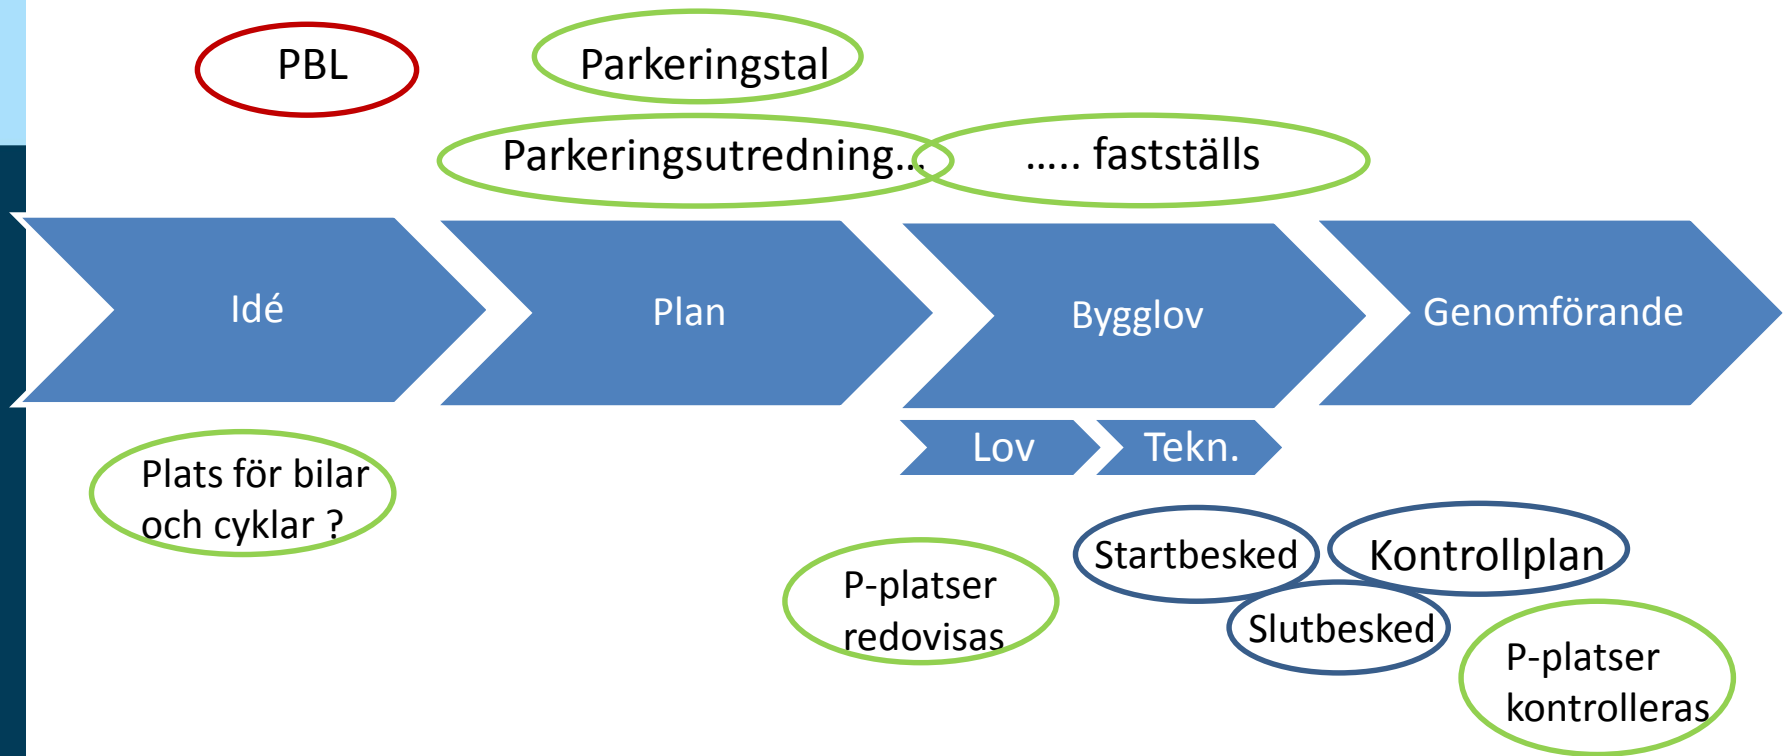 PBL
Parkeringstal
Parkeringsutredning...
..... fastställs
Idé
Plan
Bygglov
Genomförande
Lov
Tekn.
Plats för bilar
och cyklar ?
P-platser
redovisas
Startbesked
Kontrollplan
Slutbesked
P-platser
kontrolleras